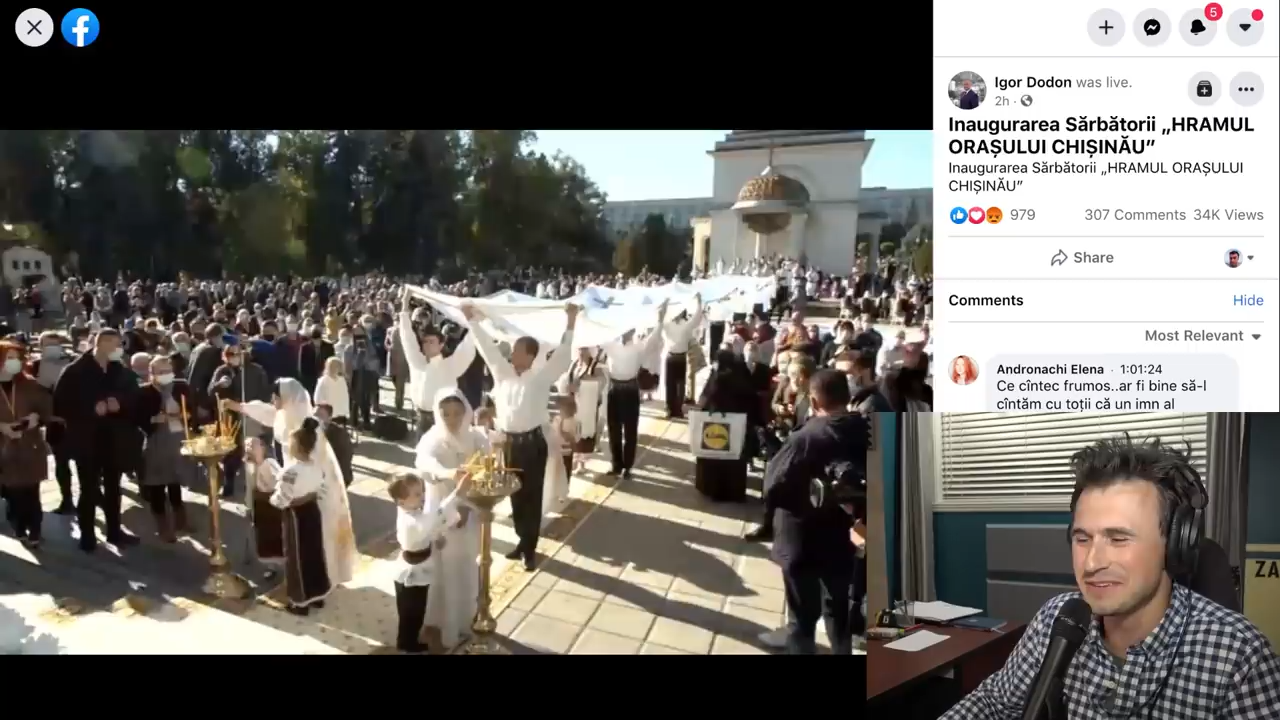 5
Igor Dodon was live.
2h ·
Inaugurarea Sărbătorii „HRAMUL
ORAȘULUI CHIȘINĂU”
Inaugurarea Sărbătorii „HRAMUL ORAȘULUI
CHIȘINĂU”
979 307 Comments 34K Views
Share
Comments Hide
Most Relevant
Andronachi Elena · 1:01:24
Ce cîntec frumos..ar fi bine să-l
cîntăm cu toții că un imn al
ZA